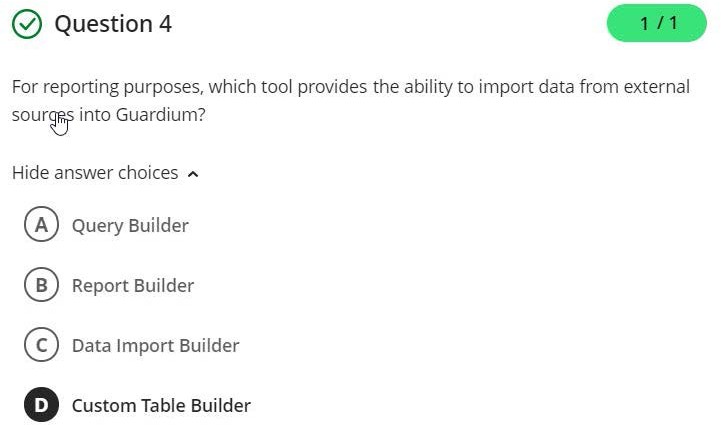 Question 4
1 / 1
For reporting purposes, which tool provides the ability to import data from external
sources into Guardium?
Hide answer choices
A Query Builder
B Report Builder
C Data Import Builder
D Custom Table Builder